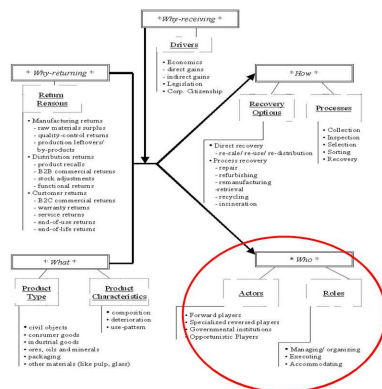 * Why-receiving *
Drivers
• Economics
- direct gains
- indirect gains
• Legislation
• Corp. Citizenship
* Why-returning *
Return
Reasons
• Manufacturing returns
- raw materials surplus
- quality-control returns
- production leftovers/
by-products
• Distribution returns
- product recalls
- B2B commercial returns
- stock adjustments
- functional returns
• Customer returns
- B2C commercial returns
- warranty returns
- service returns
- end-of-use returns
- end-of-life returns
* How *
Recovery
Options
• Direct recovery
- re-sale/ re-use/ re-distribution
• Process recovery
- repair
- refurbishing
- remanufacturing
-retrieval
- recycling
- incineration
Processes
• Collection
• Inspection
• Selection
• Sorting
• Recovery
* What *
Product
Type
• civil objects
• consumer goods
• industrial goods
• ores, oils and minerals
• packaging
• other materials (like pulp, glass)
Product
Characteristics
• composition
• deterioration
• use-pattern
* Who *
Actors
• Forward players
• Specialized reversed players
• Governmental institutions
• Opportunistic Players
Roles
• Managing/ organizing
• Executing
• Accommodating